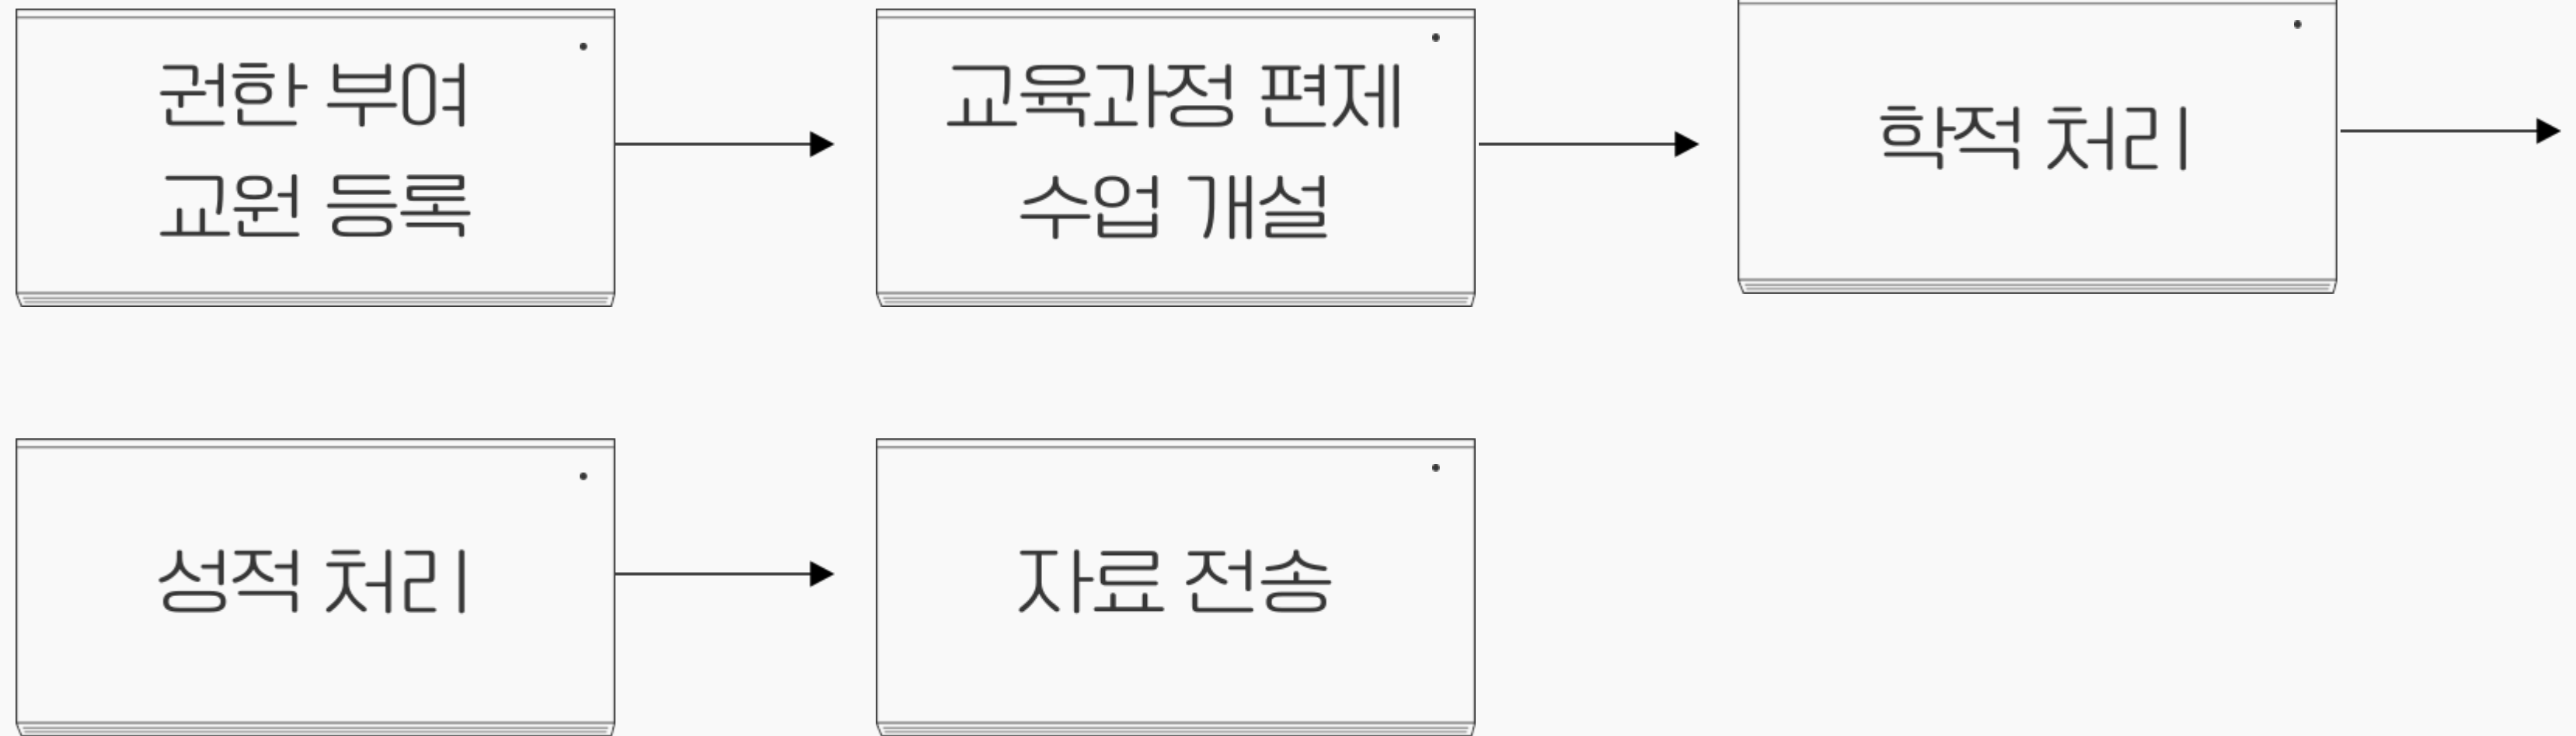 권한 부여
교원 등록
교육과정 편제
수업 개설
학적 처리
성적 처리
자료 전송